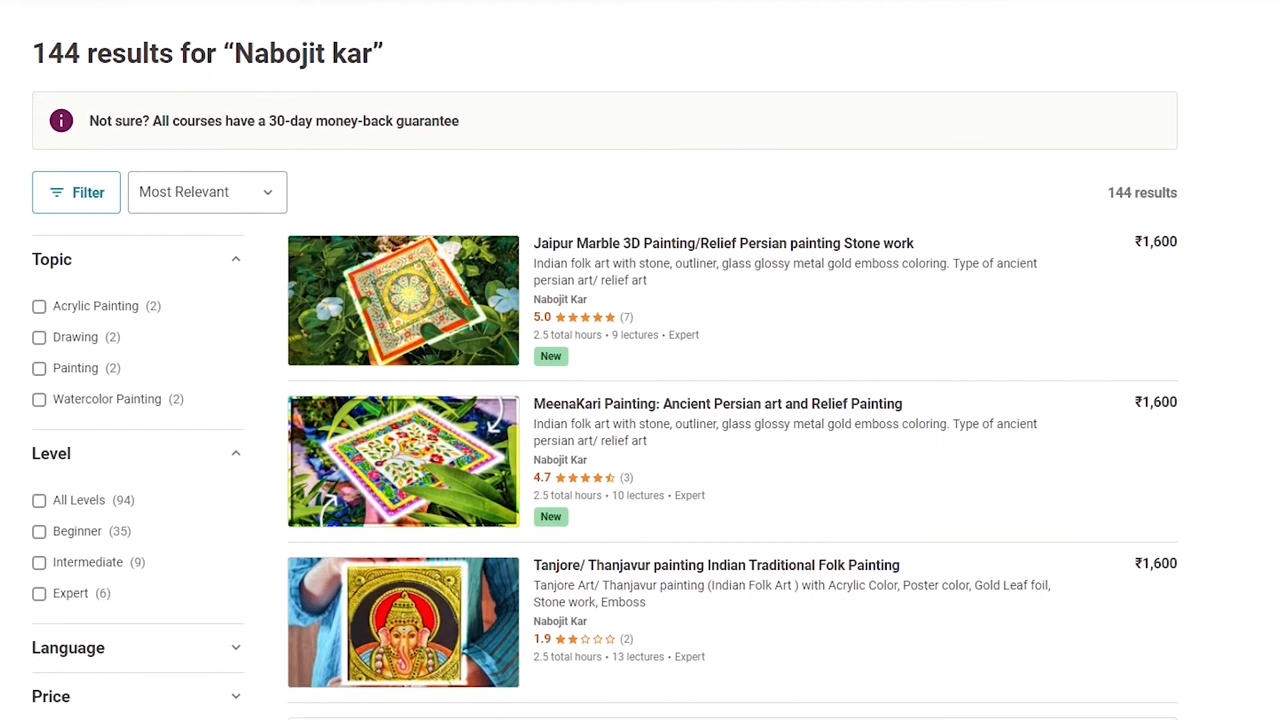 144 results for “Nabojit kar”
Not sure? All courses have a 30-day money-back guarantee
Filter
Most Relevant
144 results
Topic
Acrylic Painting (2)
Drawing (2)
Painting (2)
Watercolor Painting (2)
Level
All Levels (94)
Beginner (35)
Intermediate (9)
Expert (6)
Language
Price
Jaipur Marble 3D Painting/Relief Persian painting Stone work
₹1,600
Indian folk art with stone, outliner, glass glossy metal gold emboss coloring. Type of ancient
persian art/ relief art
Nabojit Kar
5.0 (7)
2.5 total hours • 9 lectures • Expert
New
MeenaKari Painting: Ancient Persian art and Relief Painting
₹1,600
Indian folk art with stone, outliner, glass glossy metal gold emboss coloring. Type of ancient
persian art/ relief art
Nabojit Kar
4.7 (3)
2.5 total hours • 10 lectures • Expert
New
Tanjore/ Thanjavur painting Indian Traditional Folk Painting
₹1,600
Tanjore Art/ Thanjavur painting (Indian Folk Art ) with Acrylic Color, Poster color, Gold Leaf foil,
Stone work, Emboss
Nabojit Kar
1.9 (2)
2.5 total hours • 13 lectures • Expert